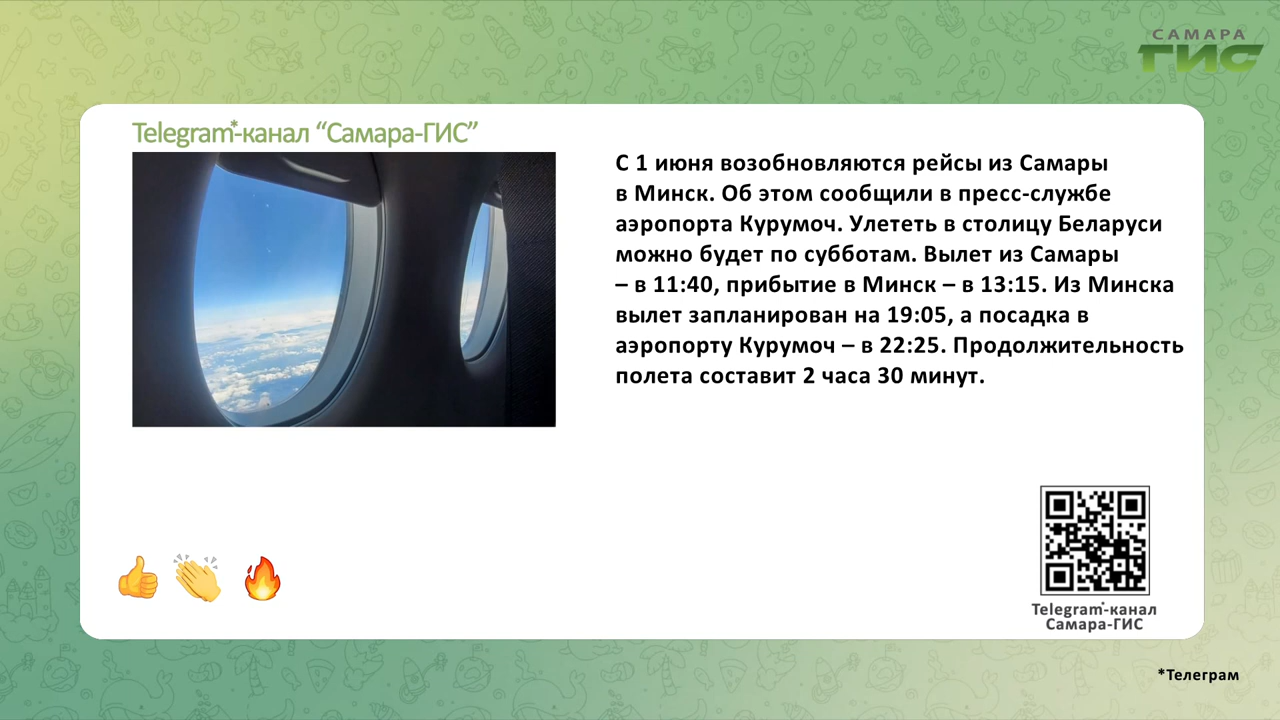 САМАРА
ГИС
Telegram*-канал “Самара-ГИС”
С 1 июня возобновляются рейсы из Самары
в Минск. Об этом сообщили в пресс-службе
аэропорта Курумоч. Улететь в столицу Беларуси
можно будет по субботам. Вылет из Самары
– в 11:40, прибытие в Минск – в 13:15. Из Минска
вылет запланирован на 19:05, а посадка в
аэропорту Курумоч – в 22:25. Продолжительность
полета составит 2 часа 30 минут.
Telegram*-канал
Самара-ГИС
*Телеграм